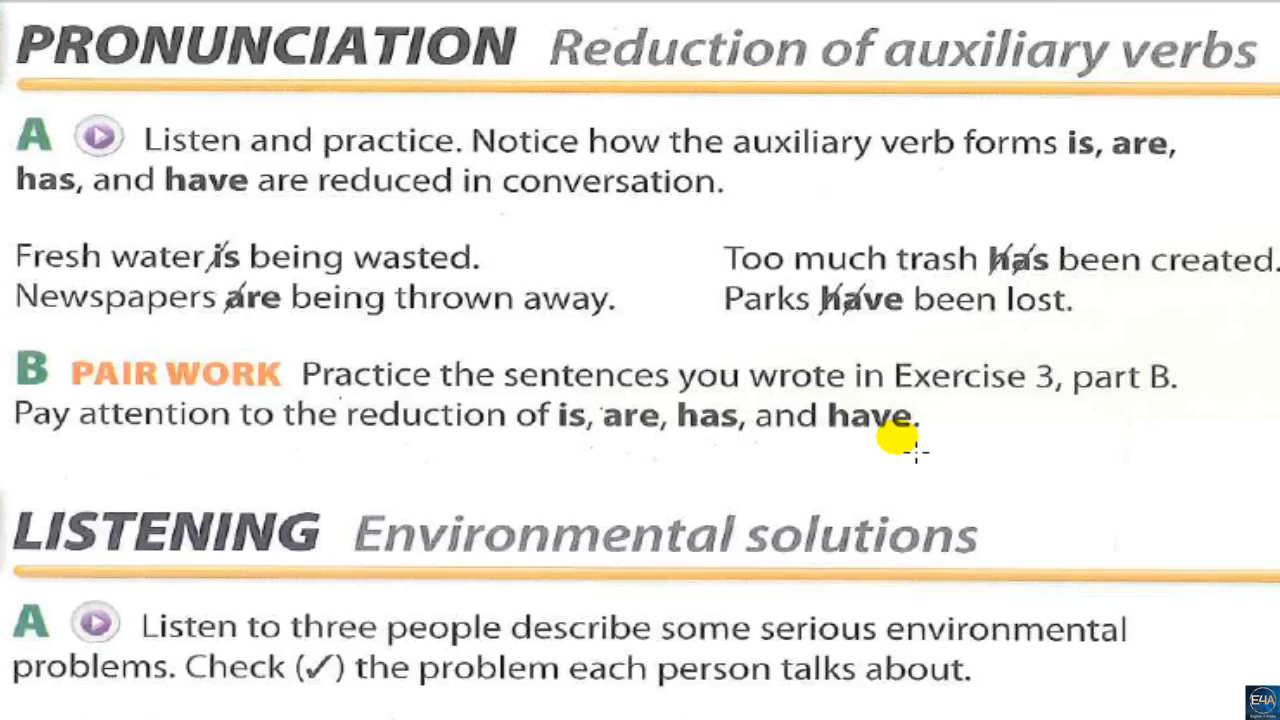 PRONUNCIATION Reduction of auxiliary verbs
A Listen and practice. Notice how the auxiliary verb forms is, are,
has, and have are reduced in conversation.
Fresh water is being wasted.
Newspapers are being thrown away.
Too much trash has been created.
Parks have been lost.
B PAIR WORK Practice the sentences you wrote in Exercise 3, part B.
Pay attention to the reduction of is, are, has, and have.
LISTENING Environmental solutions
A Listen to three people describe some serious environmental
problems. Check (✓) the problem each person talks about.
E4A